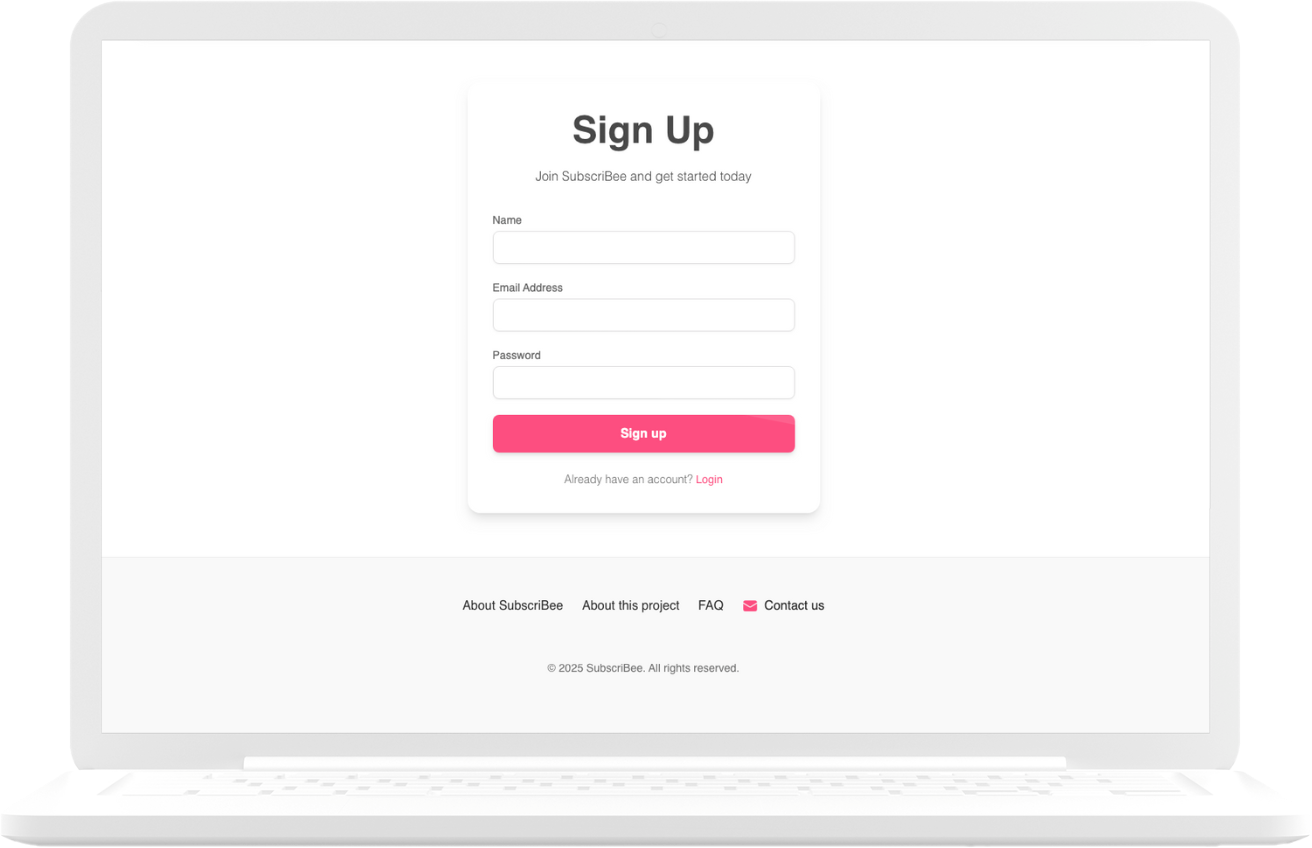 Sign Up
Join SubscriBee and get started today
Name
Email Address
Password
Sign up
Already have an account? Login
About SubscriBee About this project FAQ Contact us
© 2025 SubscriBee. All rights reserved.